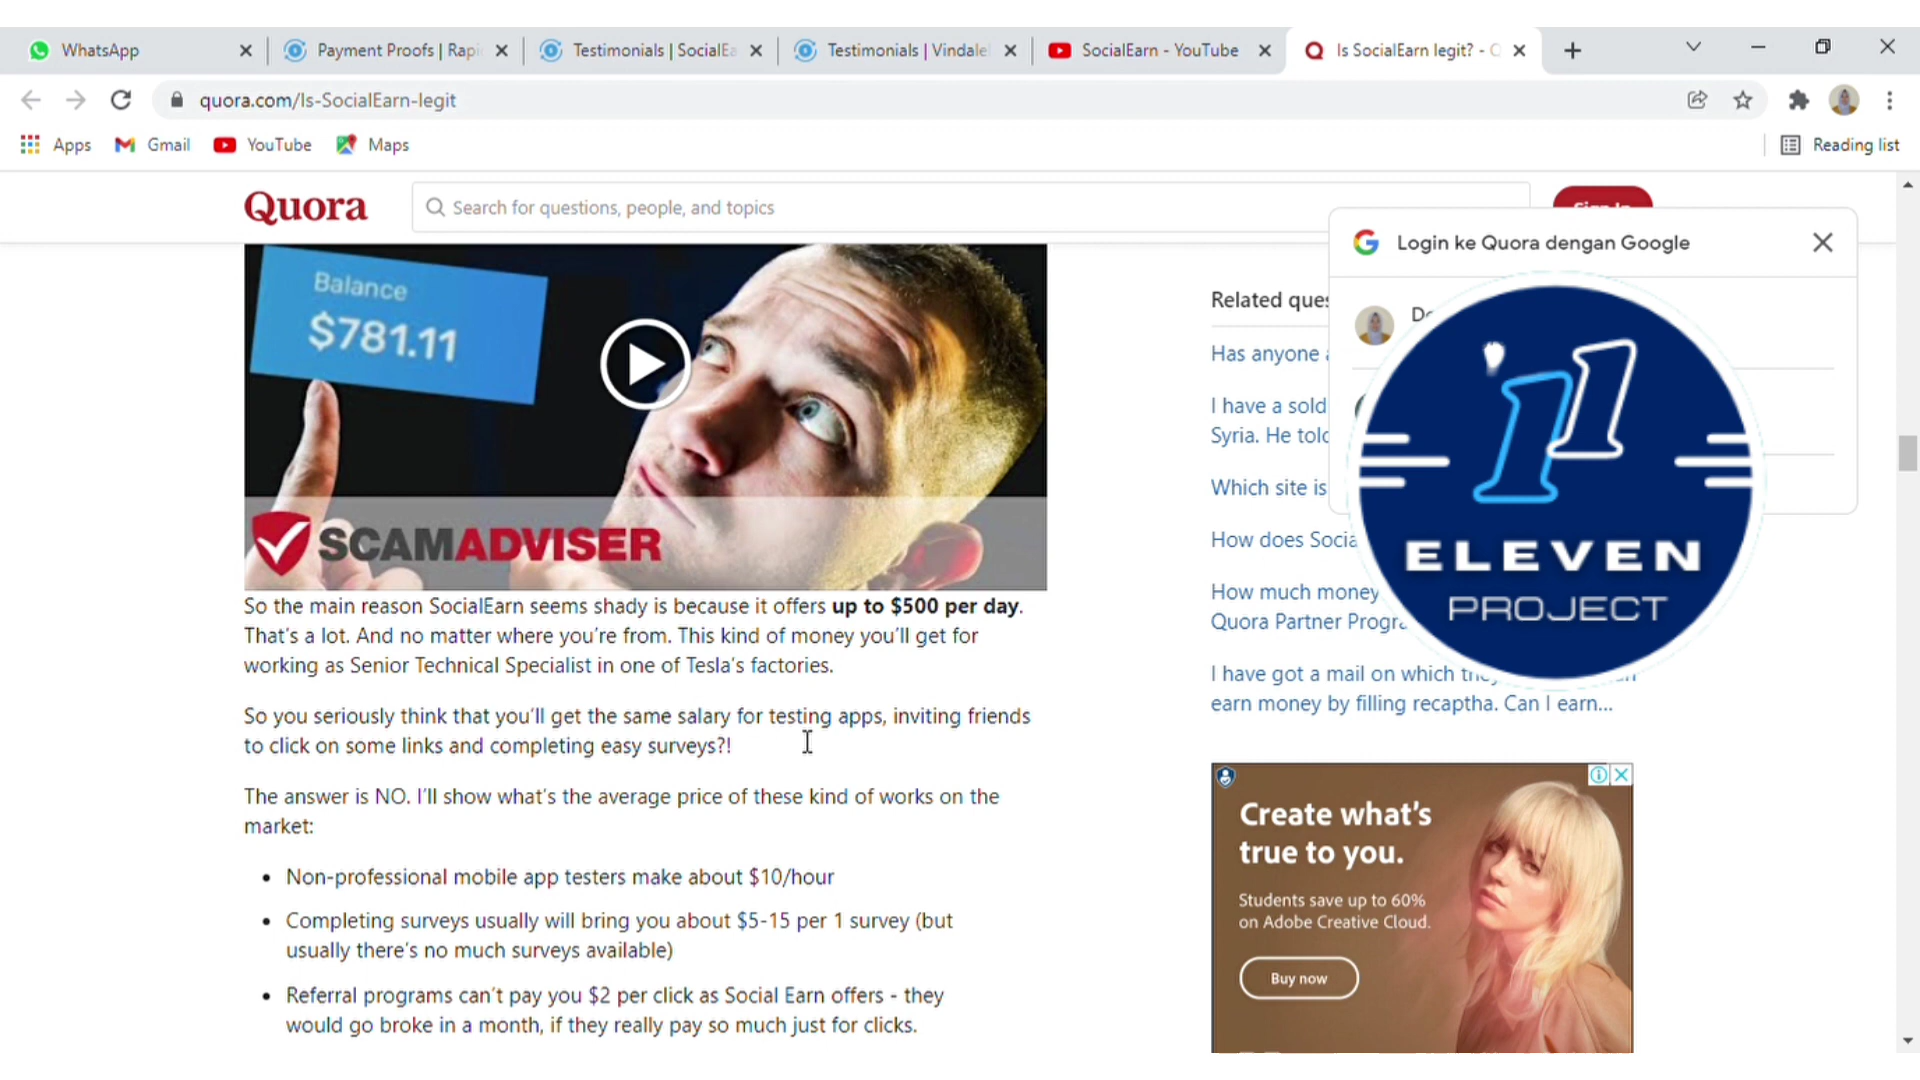 WhatsApp
Payment Proofs | Rapi
Testimonials | SocialEa
Testimonials | Vindale
SocialEarn - YouTube
Is SocialEarn legit? - Q
quora.com/Is-SocialEarn-legit
Apps
Gmail
YouTube
Maps
Reading list
Quora
Search for questions, people, and topics
Sign In
Login ke Quora dengan Google
Balance
$781.11
SCAMADVISER
So the main reason SocialEarn seems shady is because it offers up to $500 per day.
That's a lot. And no matter where you're from. This kind of money you'll get for
working as Senior Technical Specialist in one of Tesla's factories.
So you seriously think that you'll get the same salary for testing apps, inviting friends
to click on some links and completing easy surveys?!
The answer is NO. I'll show what's the average price of these kind of works on the
market:
• Non-professional mobile app testers make about $10/hour
• Completing surveys usually will bring you about $5-15 per 1 survey (but
usually there's no much surveys available)
• Referral programs can't pay you $2 per click as Social Earn offers - they
would go broke in a month, if they really pay so much just for clicks.
Related ques
Has anyone
I have a sold
Syria. He told
Which site is
How does Socia
How much money
Quora Partner Progra
I have got a mail on which they
earn money by filling recaptha. Can I earn...
11
ELEVEN
PROJECT
Create what's
true to you.
Students save up to 60%
on Adobe Creative Cloud.
Buy now